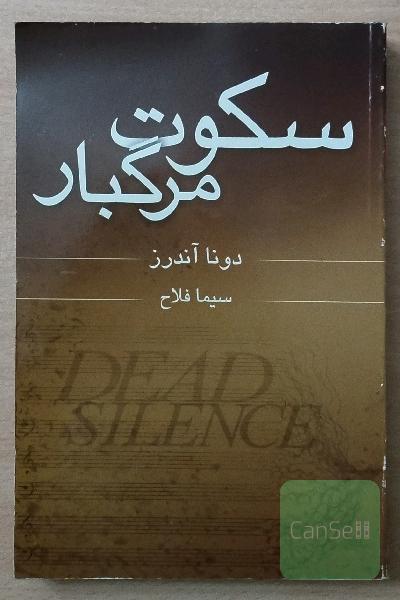 سکوت
مرگبار
دونا آندرز
سیما فلاح
DEAD
SILENCE
CanSell